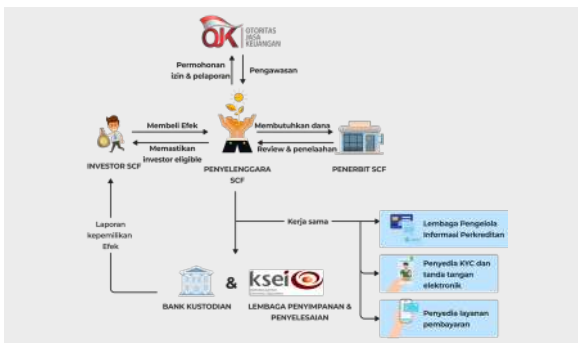 OTORITAS
JASA
KEUANGAN
Permohonan
izin & pelaporan
Pengawasan
Membeli Efek
Membutuhkan dana
Memastikan
investor eligible
Review & penelaahan
INVESTOR SCF
PENYELENGGARA
SCF
PENERBIT SCF
Laporan
kepemilikan
Efek
Kerja sama
Lembaga Pengelola
Informasi Perkreditan
Penyedia KYC dan
tanda tangan
elektronik
Penyedia layanan
pembayaran
&
ksei
BANK KUSTODIAN
LEMBAGA PENYIMPANAN &
PENYELESAIAN